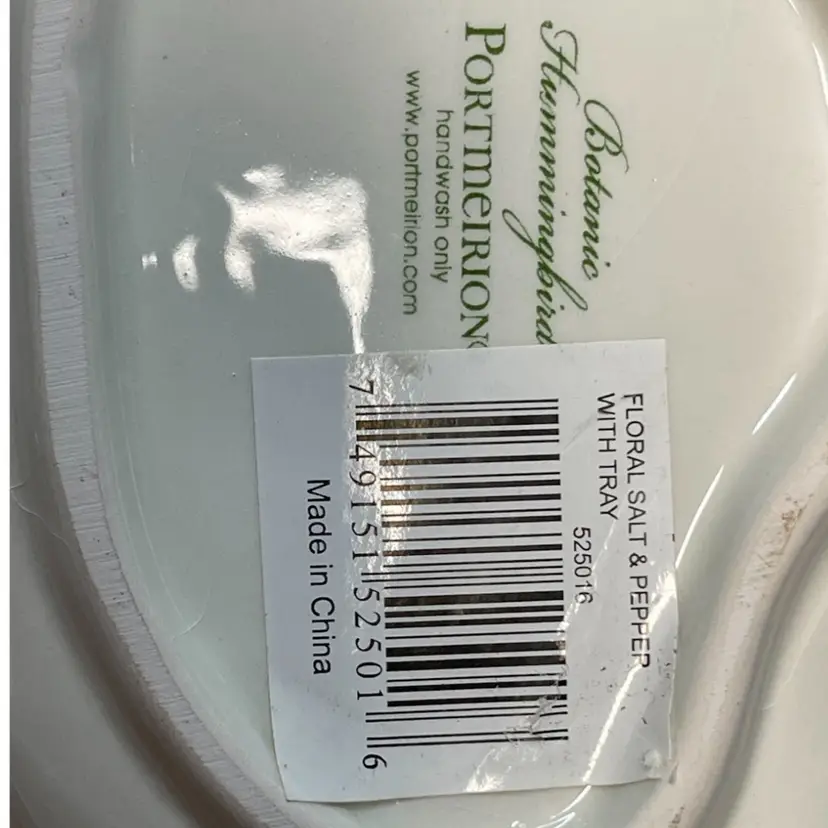 Botanic
Hummingbird
PORTMEIRION
handwash only
www.portmeirion.com
FLORAL SALT & PEPPER
WITH TRAY
525016
7 49151 52501 6
Made in China